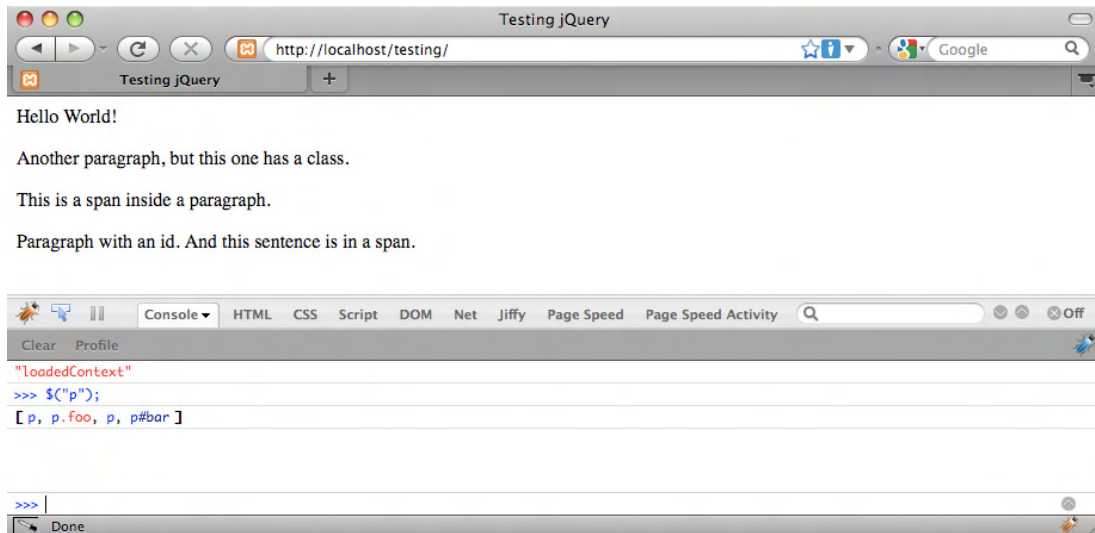 Testing jQuery
http://localhost/testing/
Google
Testing jQuery
+
Hello World!
Another paragraph, but this one has a class.
This is a span inside a paragraph.
Paragraph with an id. And this sentence is in a span.
Console HTML CSS Script DOM Net Jiffy Page Speed Page Speed Activity Off
Clear Profile
"loadedContext"
>>> $("p");
[ p, p.foo, p, p#bar ]
>>>
Done